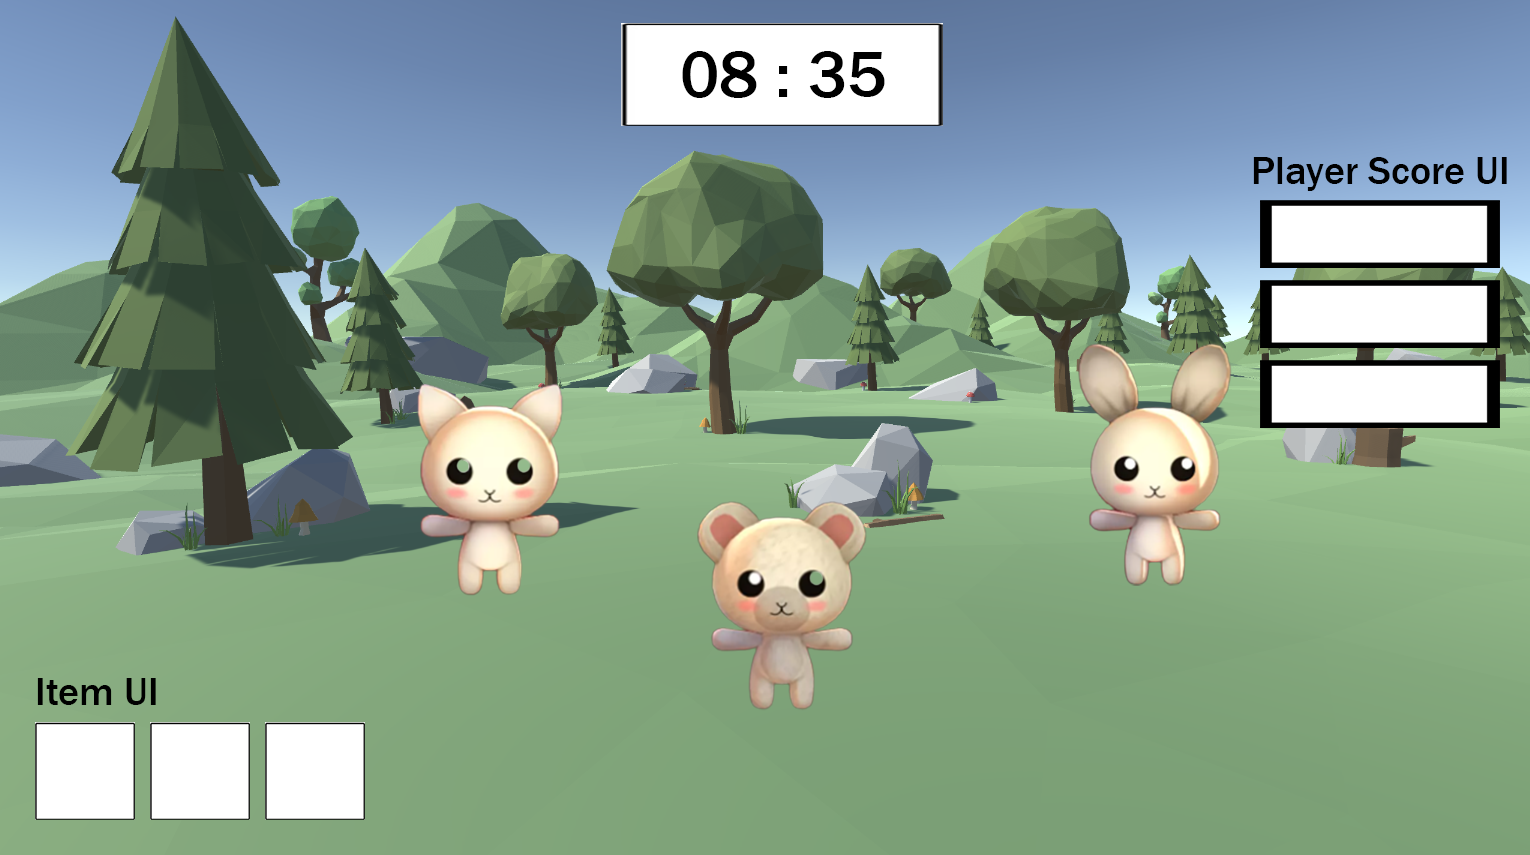 08 : 35
Player Score UI
Item UI